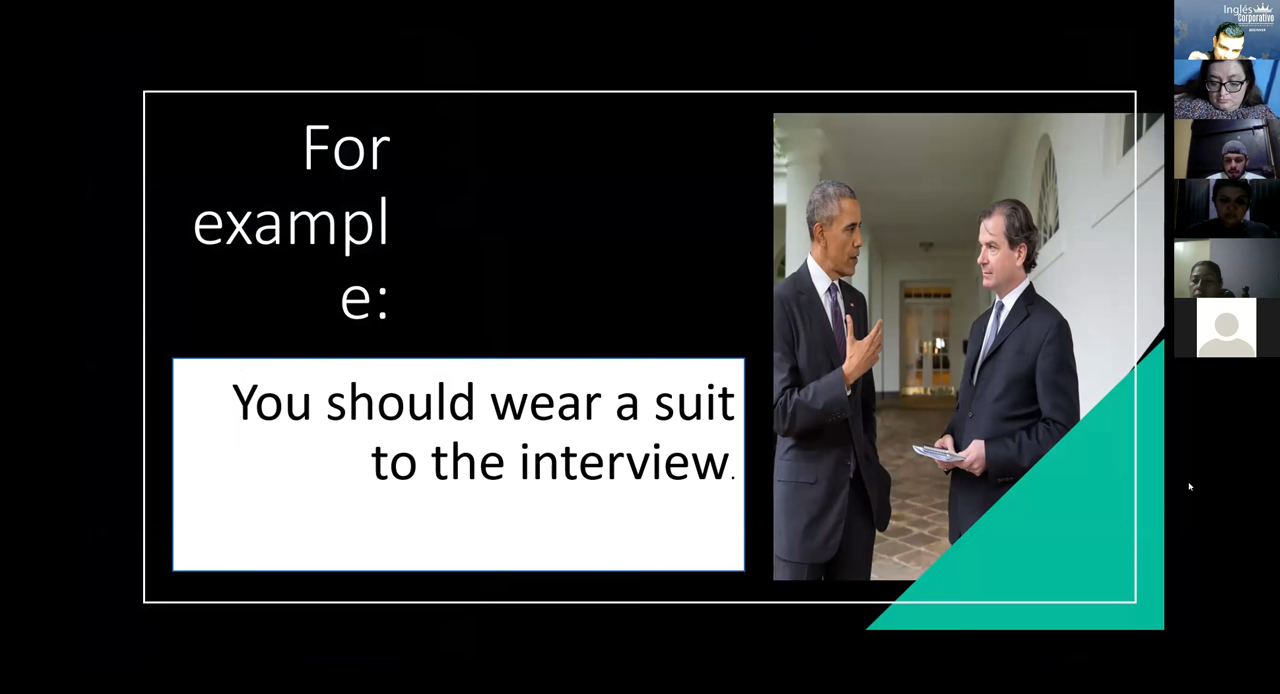 For
exampl
e:
You should wear a suit
to the interview.
Inglés
Corporativo